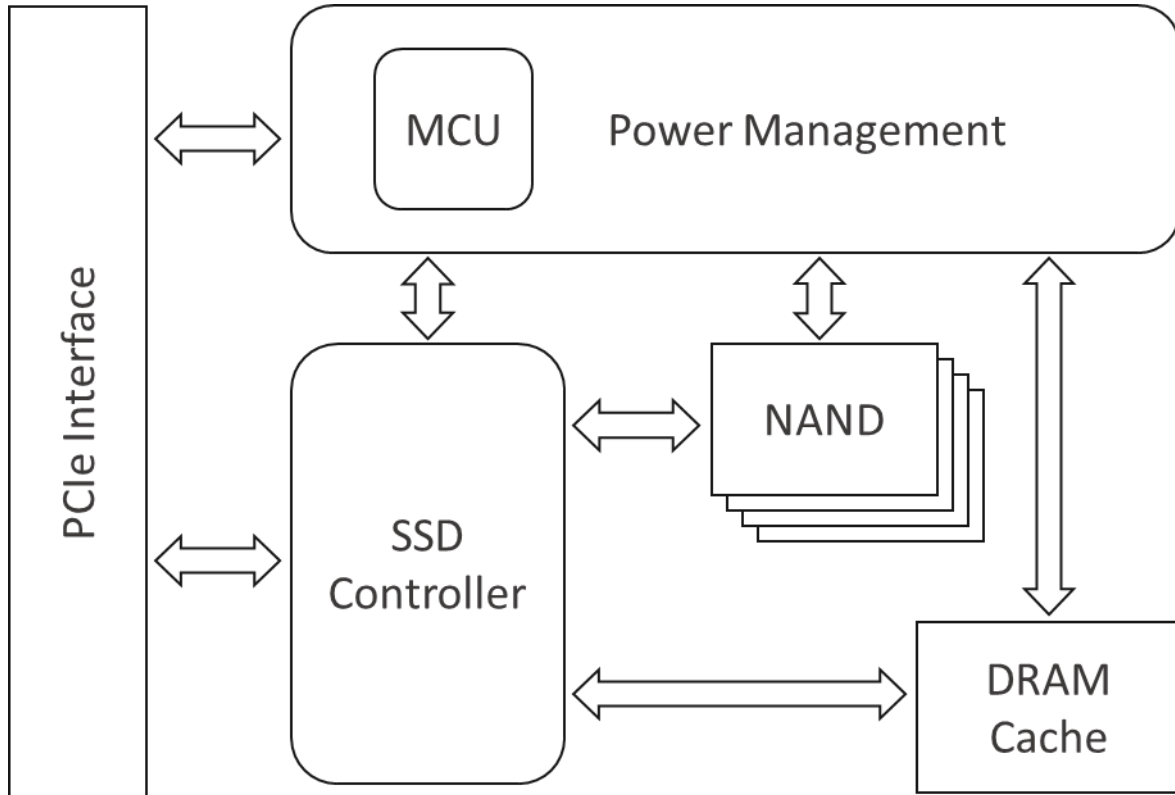 PCIe Interface
MCU
Power Management
SSD
Controller
NAND
DRAM
Cache